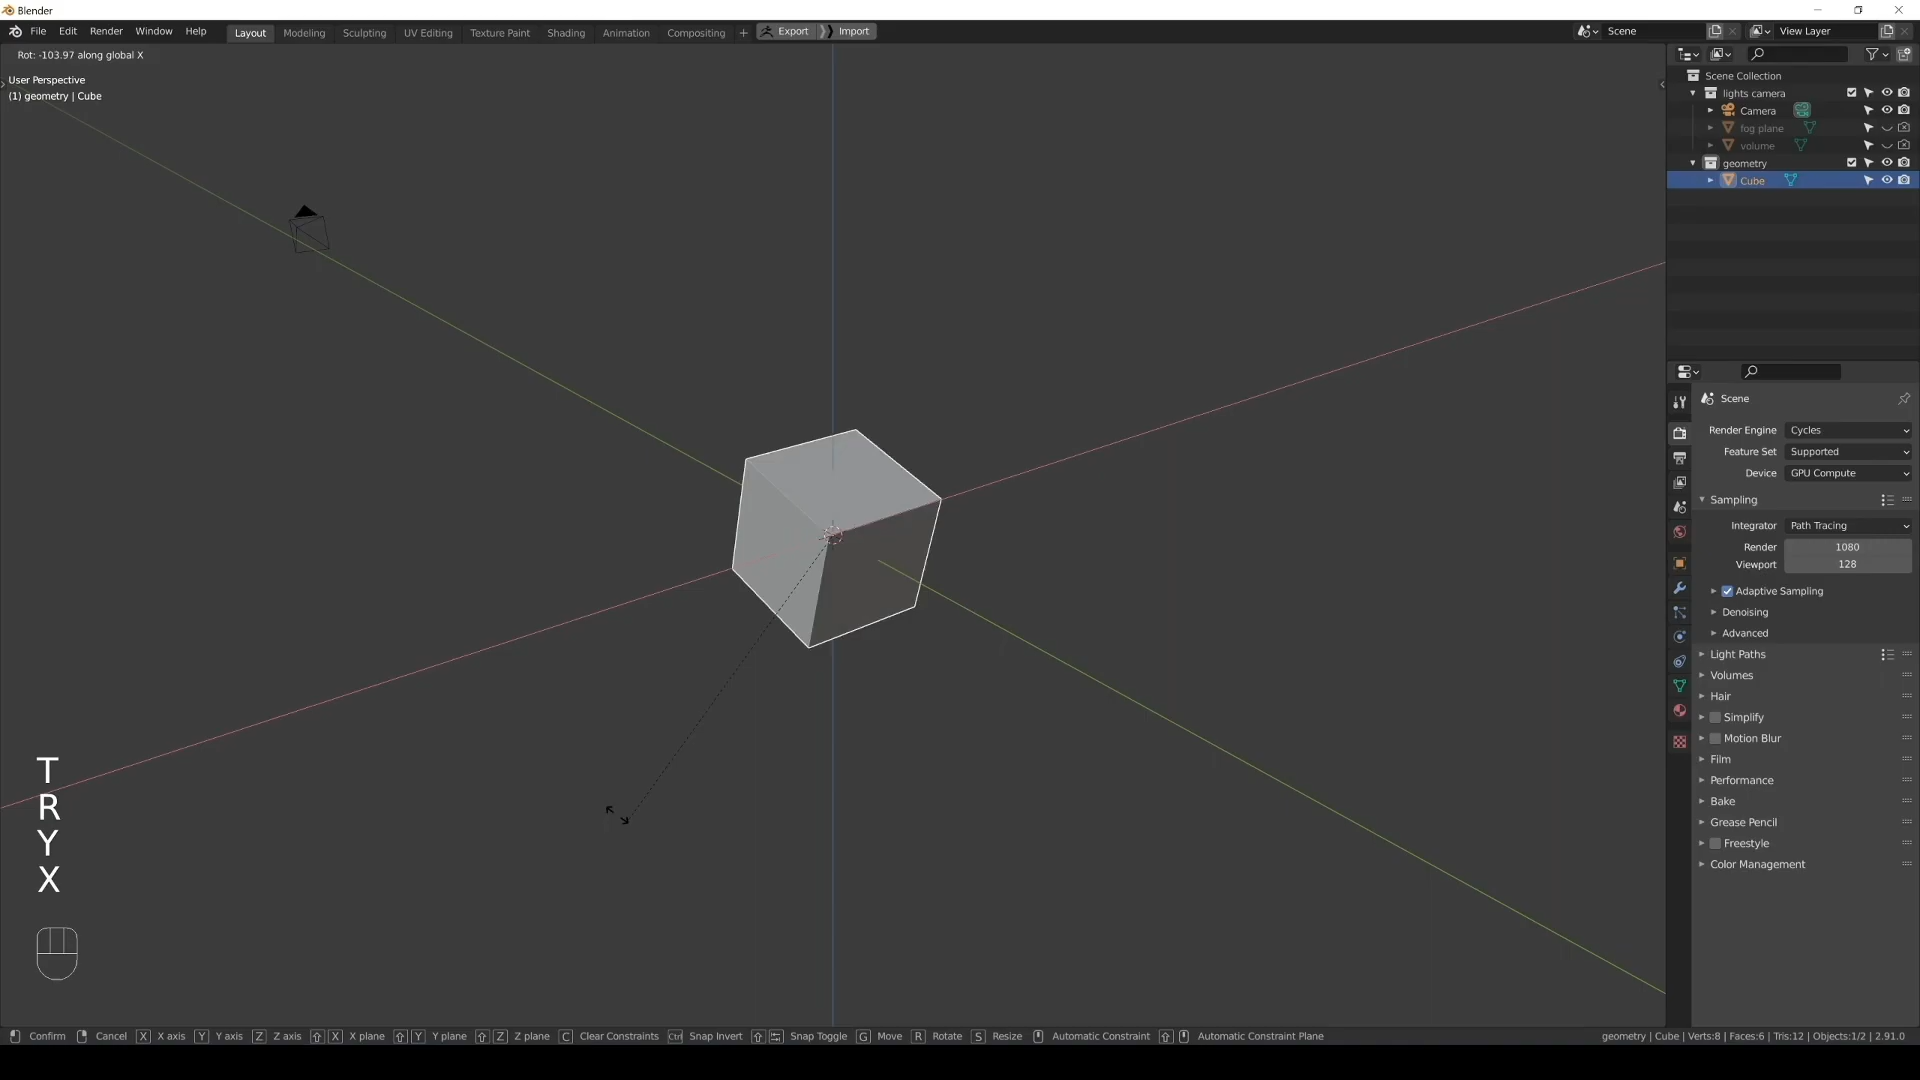 Blender
File Edit Render Window Help Layout Modeling Sculpting UV Editing Texture Paint Shading Animation Compositing + Export Import Scene View Layer
Rot: -103.97 along global X
User Perspective
(1) geometry | Cube
Scene Collection
lights camera
Camera
fog plane
volume
geometry
Cube
Scene
Render Engine Cycles
Feature Set Supported
Device GPU Compute
Sampling
Integrator Path Tracing
Render 1080
Viewport 128
Adaptive Sampling
Denoising
Advanced
Light Paths
Volumes
Hair
Simplify
Motion Blur
Film
Performance
Bake
Grease Pencil
Freestyle
Color Management
T
R
Y
X
Confirm Cancel X X axis Y Y axis Z Z axis X X plane Y Y plane Z Z plane C Clear Constraints Ctrl Snap Invert Snap Toggle G Move R Rotate S Resize Automatic Constraint Automatic Constraint Plane geometry | Cube | Verts:8 | Faces:6 | Tris:12 | Objects:1/2 | 2.91.0